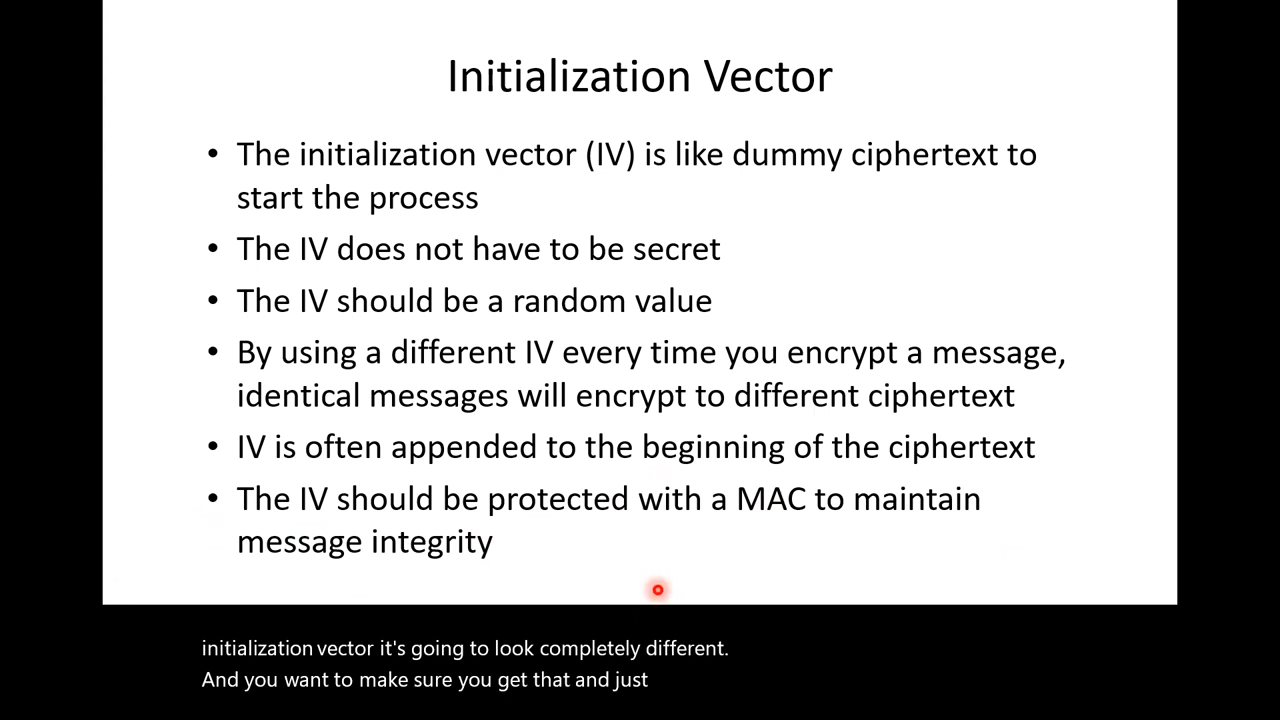 Initialization Vector
• The initialization vector (IV) is like dummy ciphertext to
start the process
• The IV does not have to be secret
• The IV should be a random value
• By using a different IV every time you encrypt a message,
identical messages will encrypt to different ciphertext
• IV is often appended to the beginning of the ciphertext
• The IV should be protected with a MAC to maintain
message integrity
initialization vector it's going to look completely different.
And you want to make sure you get that and just